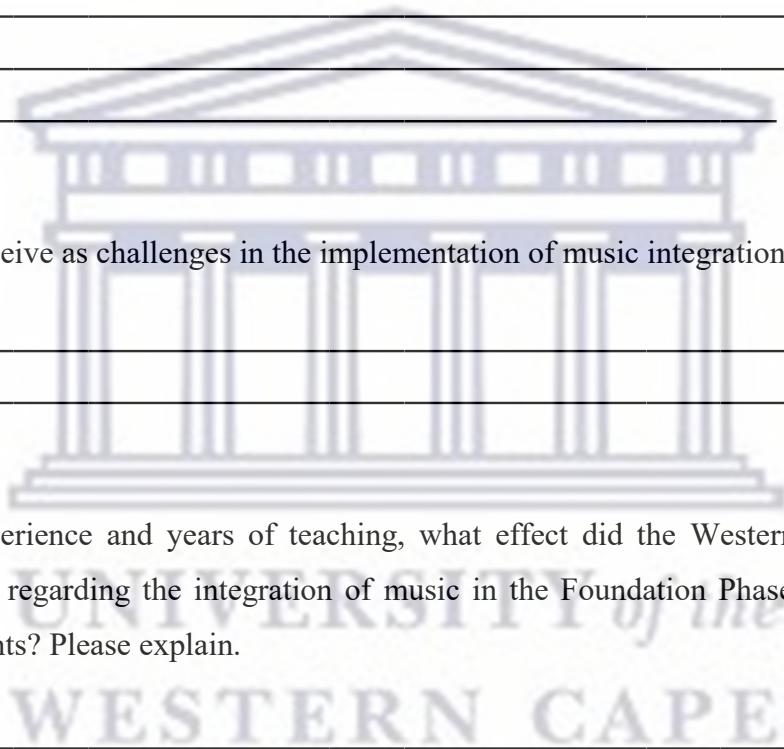 eive as challenges in the implementation of music integration
erience and years of teaching, what effect did the Western
regarding the integration of music in the Foundation Phase
nts? Please explain.
UNIVERSITY of the
WESTERN CAPE